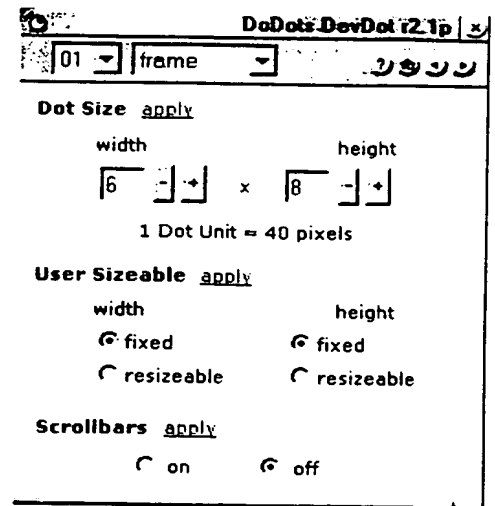 DoDots DevDot r2.1p x
01 frame ?
Dot Size apply
width height
6 - + x 8 - +
1 Dot Unit = 40 pixels
User Sizeable apply
width height
fixed fixed
resizeable resizeable
Scrollbars apply
on off